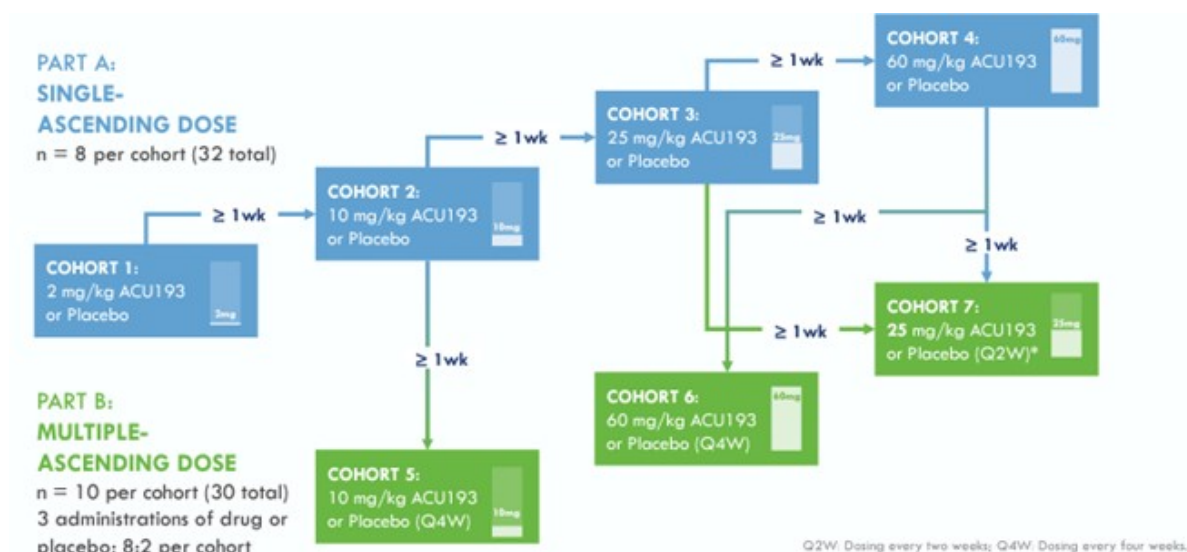 PART A:
SINGLE-
ASCENDING DOSE
n = 8 per cohort (32 total)
COHORT 1:
2 mg/kg ACU193
or Placebo
2mg
≥ 1wk
COHORT 2:
10 mg/kg ACU193
or Placebo
10mg
≥ 1wk
COHORT 3:
25 mg/kg ACU193
or Placebo
25mg
≥ 1wk
COHORT 4:
60 mg/kg ACU193
or Placebo
60mg
≥ 1wk
≥ 1wk
≥ 1wk
≥ 1wk
COHORT 7:
25 mg/kg ACU193
or Placebo (Q2W)*
25mg
COHORT 6:
60 mg/kg ACU193
or Placebo (Q4W)
60mg
PART B:
MULTIPLE-
ASCENDING DOSE
n = 10 per cohort (30 total)
3 administrations of drug or
placebo; 8:2 per cohort
COHORT 5:
10 mg/kg ACU193
or Placebo (Q4W)
10mg
Q2W: Dosing every two weeks; Q4W: Dosing every four weeks.